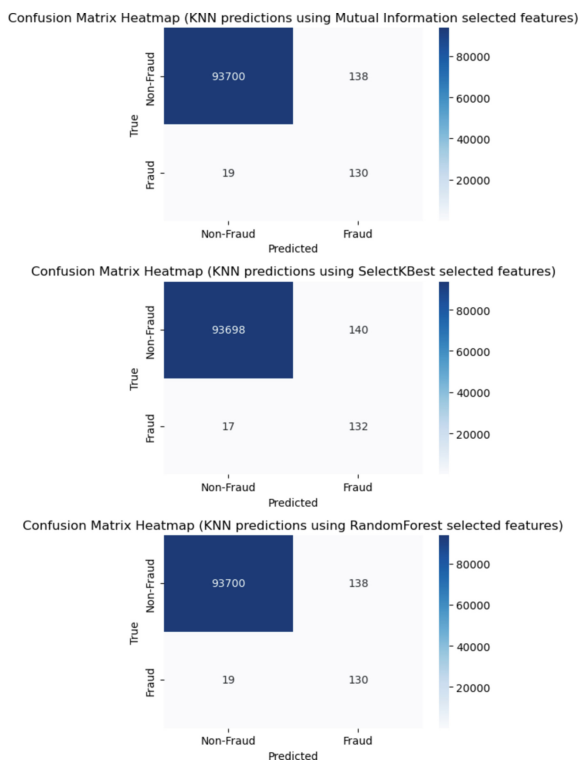 Confusion Matrix Heatmap (KNN predictions using Mutual Information selected features)
True
Non-Fraud
93700 138
Fraud
19 130
Non-Fraud Fraud
Predicted
80000
60000
40000
20000
Confusion Matrix Heatmap (KNN predictions using SelectKBest selected features)
True
Non-Fraud
93698 140
Fraud
17 132
Non-Fraud Fraud
Predicted
80000
60000
40000
20000
Confusion Matrix Heatmap (KNN predictions using RandomForest selected features)
True
Non-Fraud
93700 138
Fraud
19 130
Non-Fraud Fraud
Predicted
80000
60000
40000
20000